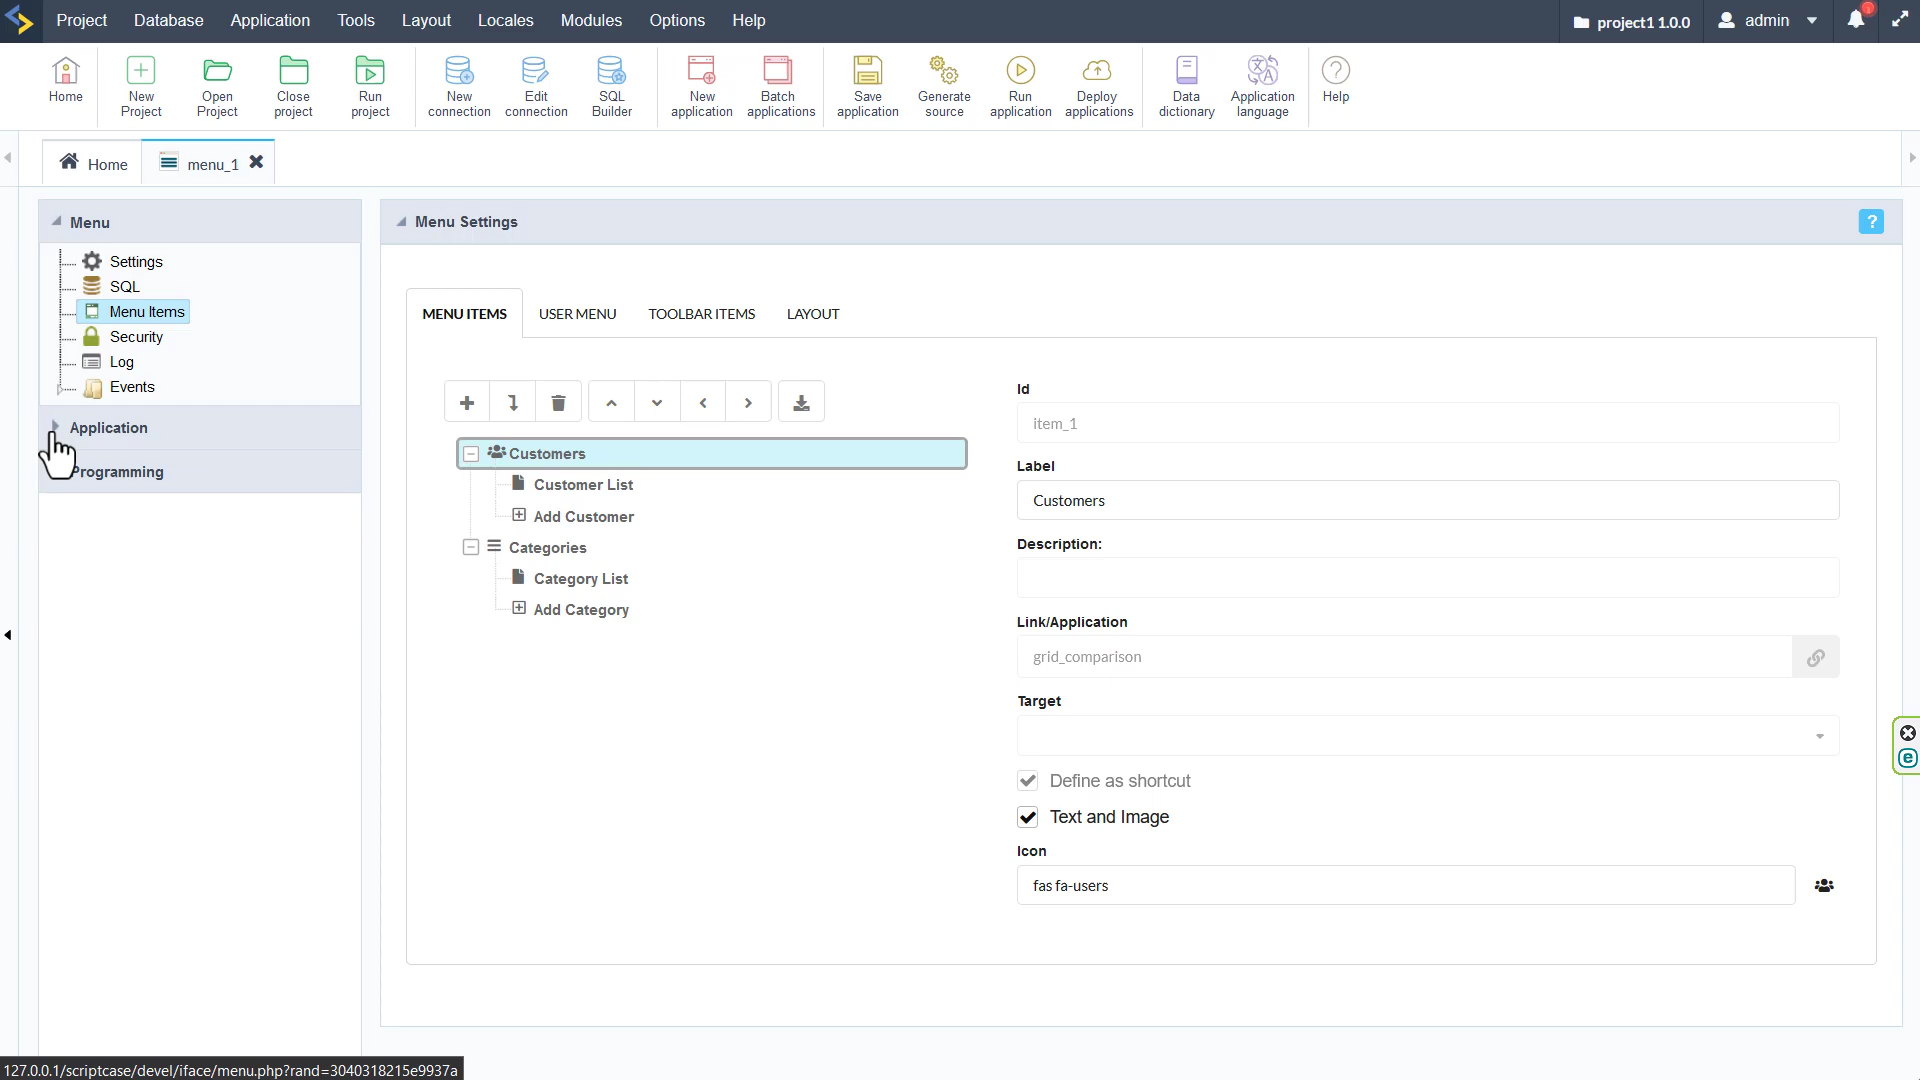 Project Database Application Tools Layout Locales Modules Options Help project1 1.0.0 admin
Home New Project Open Project Close project Run project New connection Edit connection SQL Builder New application Batch applications Save application Generate source Run application Deploy applications Data dictionary Application language Help
Home menu_1
Menu
Settings
SQL
Menu Items
Security
Log
Events
Application
Programming
Menu Settings ?
MENU ITEMS USER MENU TOOLBAR ITEMS LAYOUT
Customers
Customer List
Add Customer
Categories
Category List
Add Category
Id
item_1
Label
Customers
Description:
Link/Application
grid_comparison
Target
Define as shortcut
Text and Image
Icon
fas fa-users
127.0.0.1/scriptcase/devel/iface/menu.php?rand=3040318215e9937a